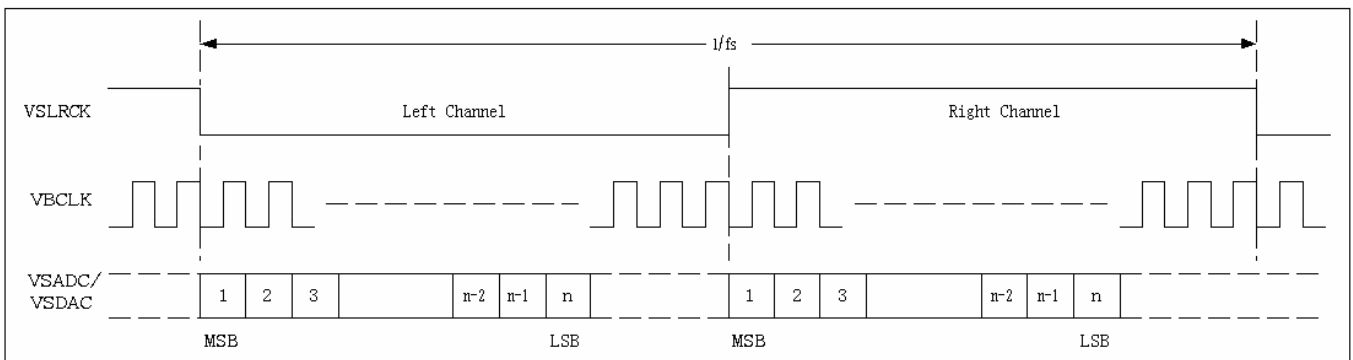 1/fs
VSLRCK
Left Channel
Right Channel
VBCLK
VSADC/
VSDAC
1 2 3 n-2 n-1 n 1 2 3 n-2 n-1 n
MSB LSB MSB LSB